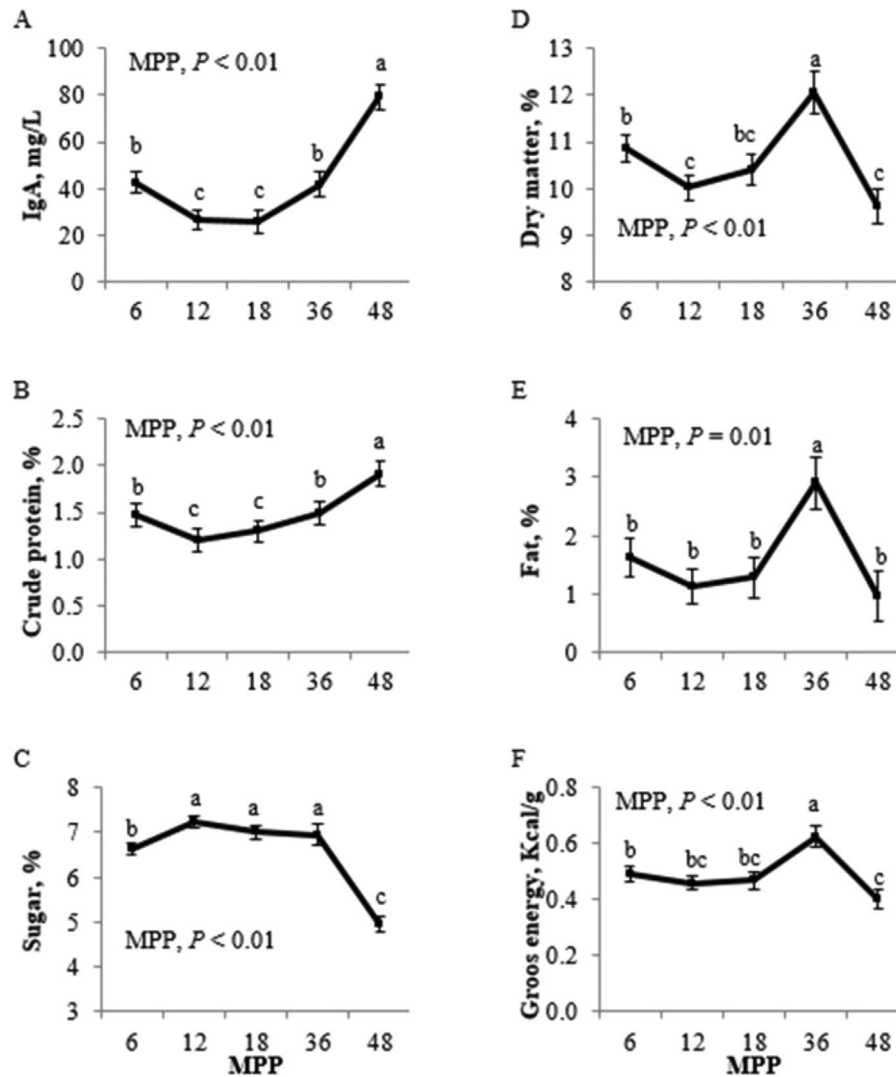 A
IgA, mg/L
100
80
60
40
20
0
MPP, P < 0.01
b
c
c
b
a
6 12 18 36 48
D
Dry matter, %
13
12
11
10
9
8
b
c
bc
a
c
MPP, P < 0.01
6 12 18 36 48
B
Crude protein, %
2.5
2.0
1.5
1.0
0.5
0.0
MPP, P < 0.01
b
c
c
b
a
6 12 18 36 48
E
Fat, %
4
3
2
1
0
MPP, P = 0.01
b
b
b
a
b
6 12 18 36 48
C
Sugar, %
8
7
6
5
4
3
b
a
a
a
c
MPP, P < 0.01
6 12 18 36 48
MPP
F
Groos energy, Kcal/g
0.8
0.6
0.4
0.2
0.0
MPP, P < 0.01
b
bc
bc
a
c
6 12 18 36 48
MPP